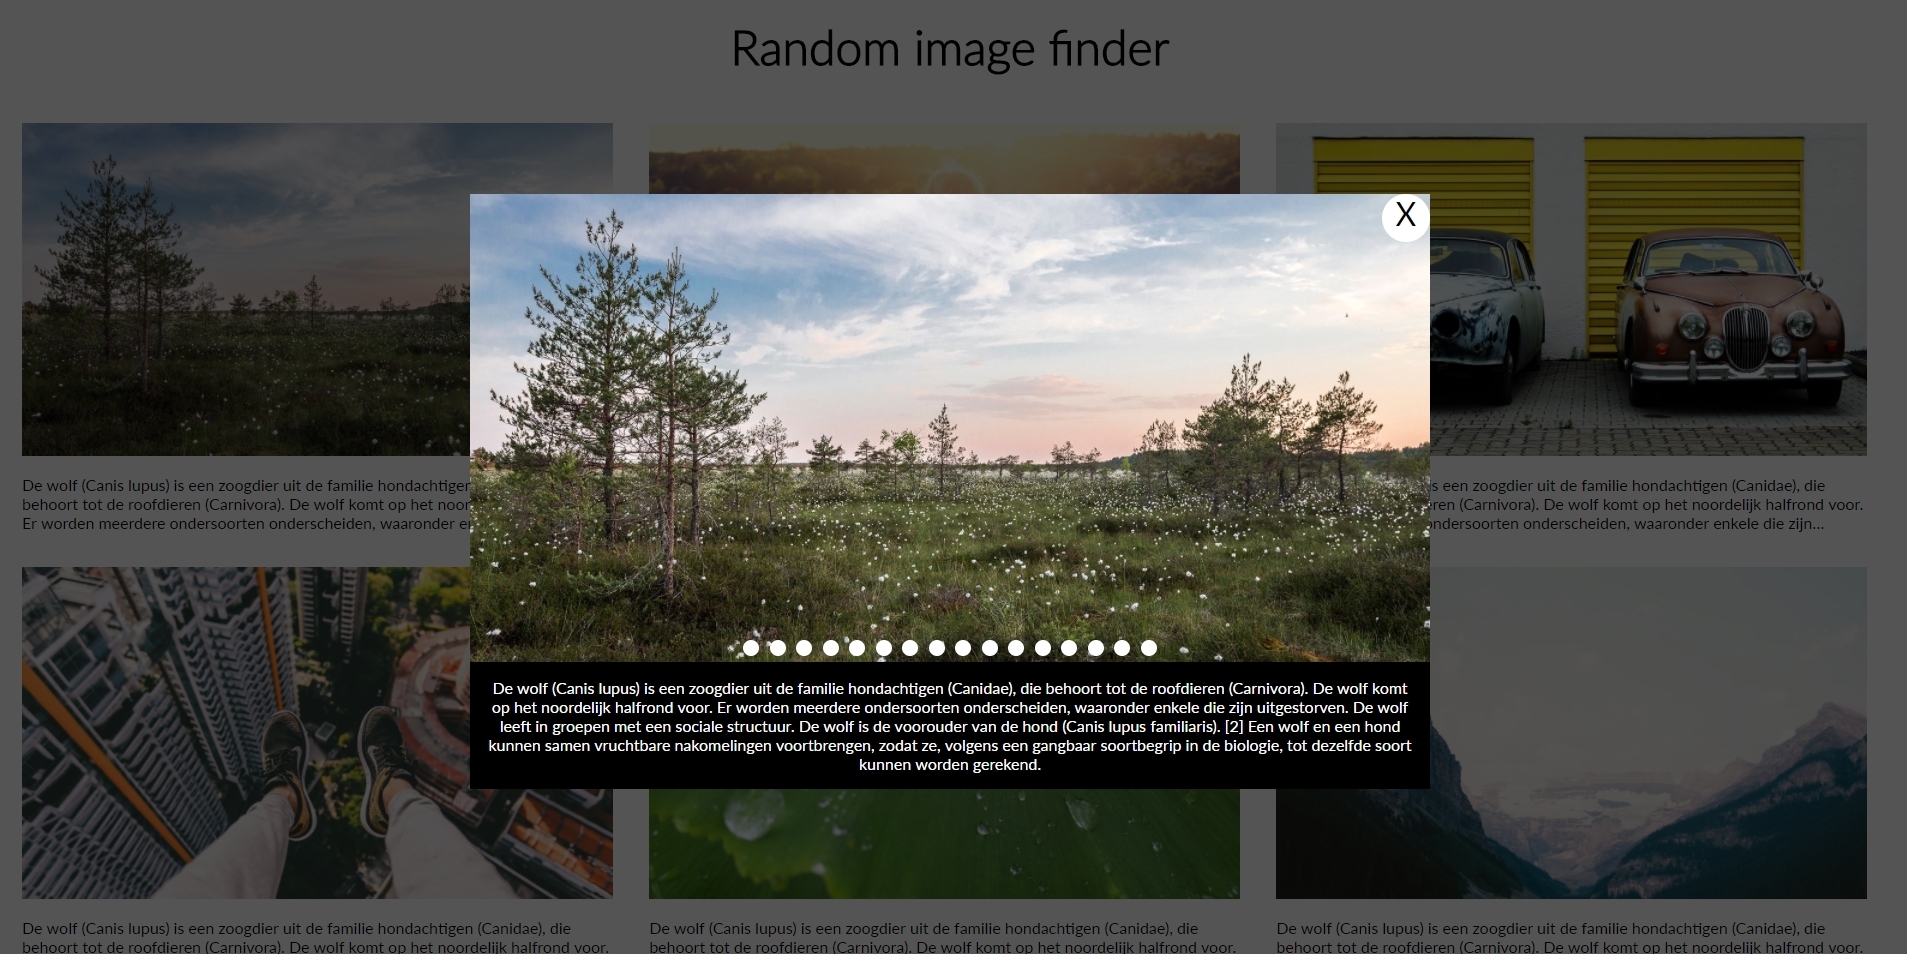 Random image finder
X
De wolf (Canis lupus) is een zoogdier uit de familie hondachtigen
behoort tot de roofdieren (Carnivora). De wolf komt op het noor
Er worden meerdere ondersoorten onderscheiden, waaronder
s een zoogdier uit de familie hondachtigen (Canidae), die
ren (Carnivora). De wolf komt op het noordelijk halfrond voor.
ondersoorten onderscheiden, waaronder enkele die zijn...
De wolf (Canis lupus) is een zoogdier uit de familie hondachtigen (Canidae), die behoort tot de roofdieren (Carnivora). De wolf komt
op het noordelijk halfrond voor. Er worden meerdere ondersoorten onderscheiden, waaronder enkele die zijn uitgestorven. De wolf
leeft in groepen met een sociale structuur. De wolf is de voorouder van de hond (Canis lupus familiaris). [2] Een wolf en een hond
kunnen samen vruchtbare nakomelingen voortbrengen, zodat ze, volgens een gangbaar soortbegrip in de biologie, tot dezelfde soort
kunnen worden gerekend.
De wolf (Canis lupus) is een zoogdier uit de familie hondachtigen (Canidae), die
behoort tot de roofdieren (Carnivora). De wolf komt op het noordelijk halfrond voor.
De wolf (Canis lupus) is een zoogdier uit de familie hondachtigen (Canidae), die
behoort tot de roofdieren (Carnivora). De wolf komt op het noordelijk halfrond voor.
De wolf (Canis lupus) is een zoogdier uit de familie hondachtigen (Canidae), die
behoort tot de roofdieren (Carnivora). De wolf komt op het noordelijk halfrond voor.